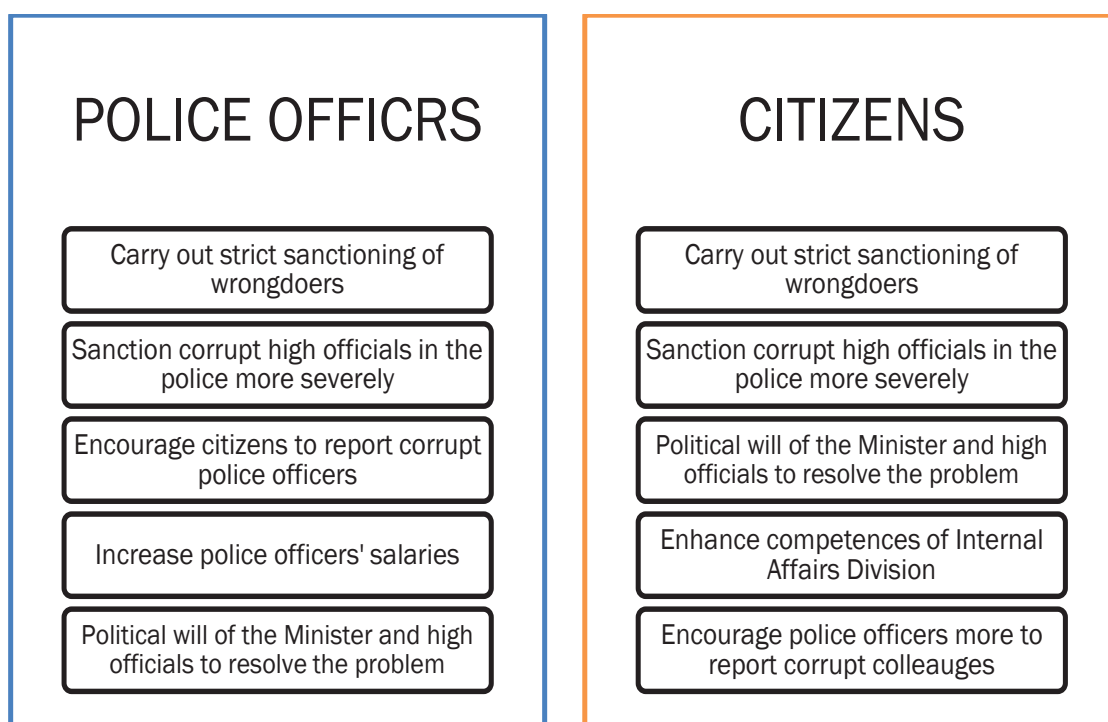 POLICE OFFICRS
Carry out strict sanctioning of
wrongdoers
Sanction corrupt high officials in the
police more severely
Encourage citizens to report corrupt
police officers
Increase police officers' salaries
Political will of the Minister and high
officials to resolve the problem
CITIZENS
Carry out strict sanctioning of
wrongdoers
Sanction corrupt high officials in the
police more severely
Political will of the Minister and high
officials to resolve the problem
Enhance competences of Internal
Affairs Division
Encourage police officers more to
report corrupt colleauges